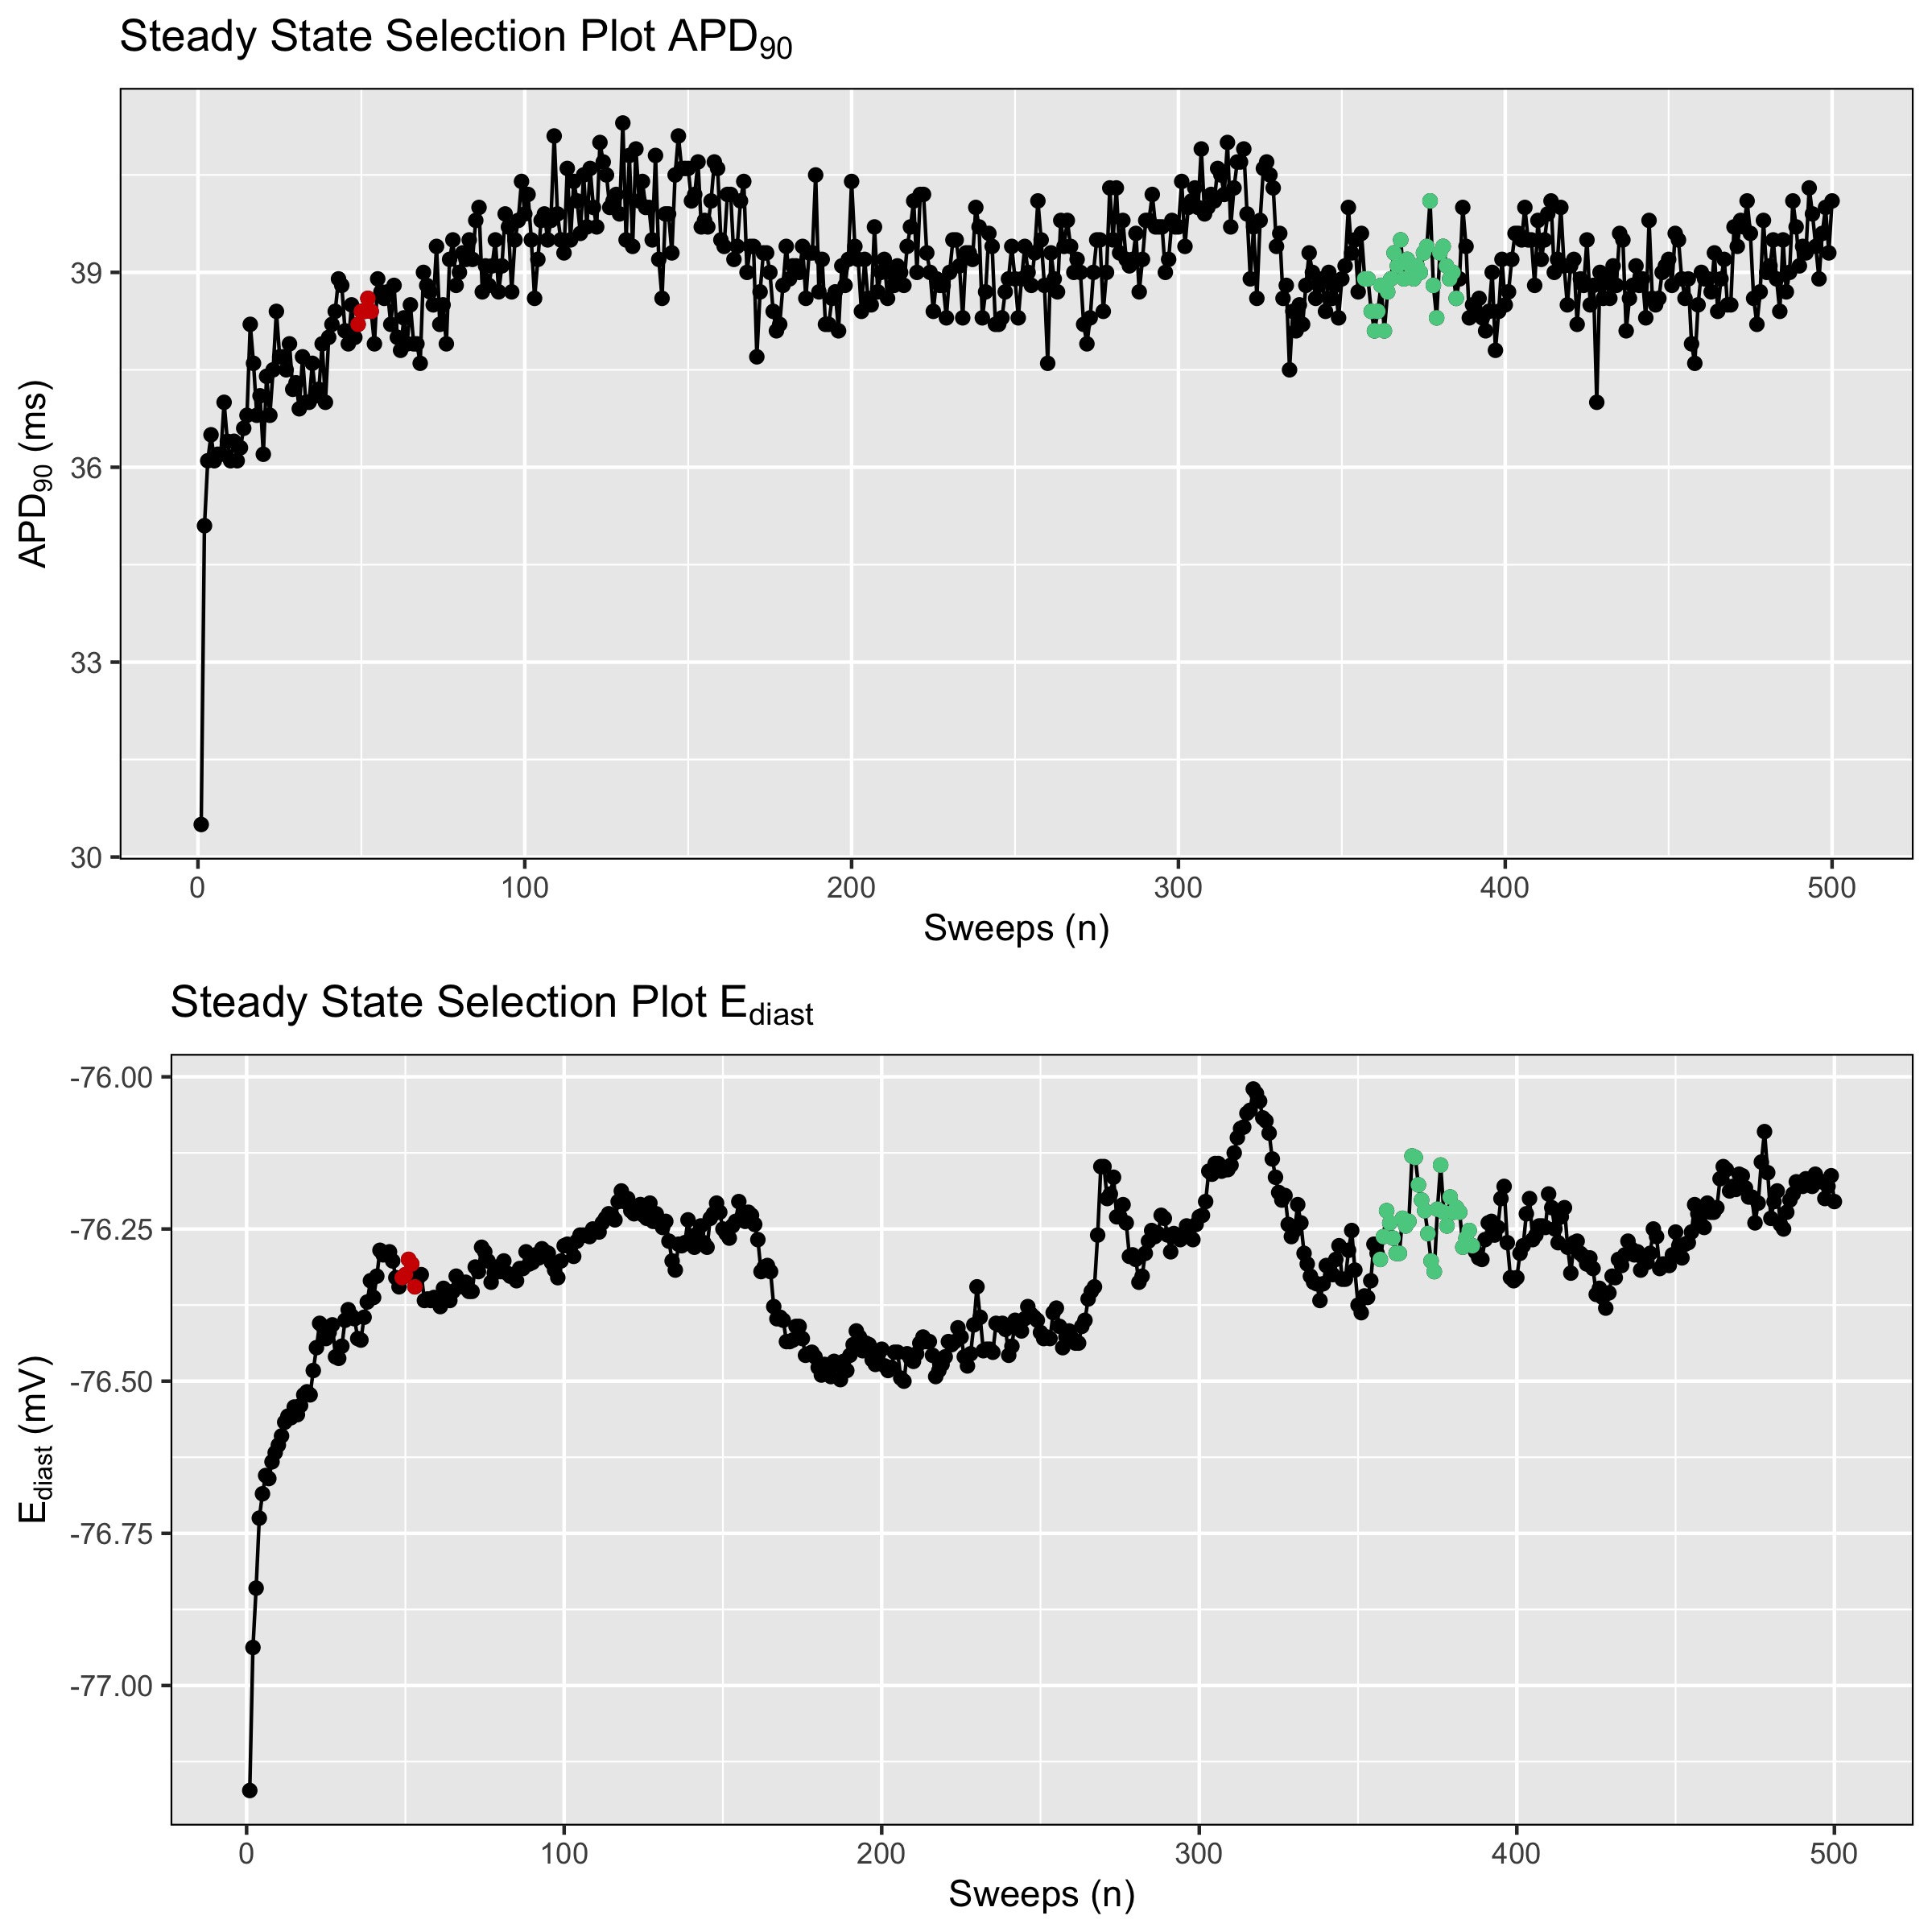 Steady State Selection Plot APD90
APD90 (ms)
39
36
33
30
0 100 200 300 400 500
Sweeps (n)
Steady State Selection Plot Ediast
Ediast (mV)
-76.00
-76.25
-76.50
-76.75
-77.00
0 100 200 300 400 500
Sweeps (n)